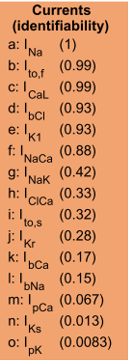 Currents
(identifiability)
a: I_Na (1)
b: I_to,f (0.99)
c: I_CaL (0.99)
d: I_bCl (0.93)
e: I_K1 (0.93)
f: I_NaCa (0.88)
g: I_NaK (0.42)
h: I_ClCa (0.33)
i: I_to,s (0.32)
j: I_Kr (0.28)
k: I_bCa (0.17)
l: I_bNa (0.15)
m: I_pCa (0.067)
n: I_Ks (0.013)
o: I_pK (0.0083)